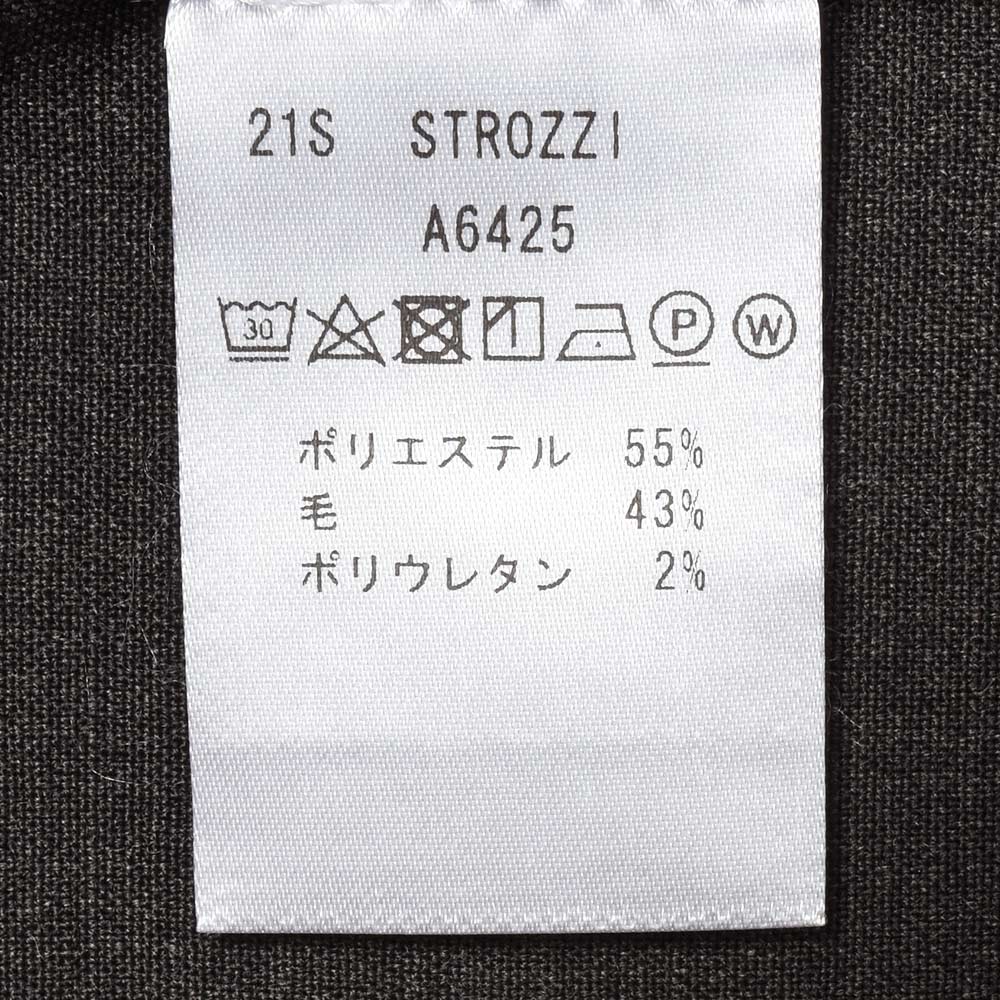 21S STROZZI
A6425
30 P W
ポリエステル 55%
毛 43%
ポリウレタン 2%